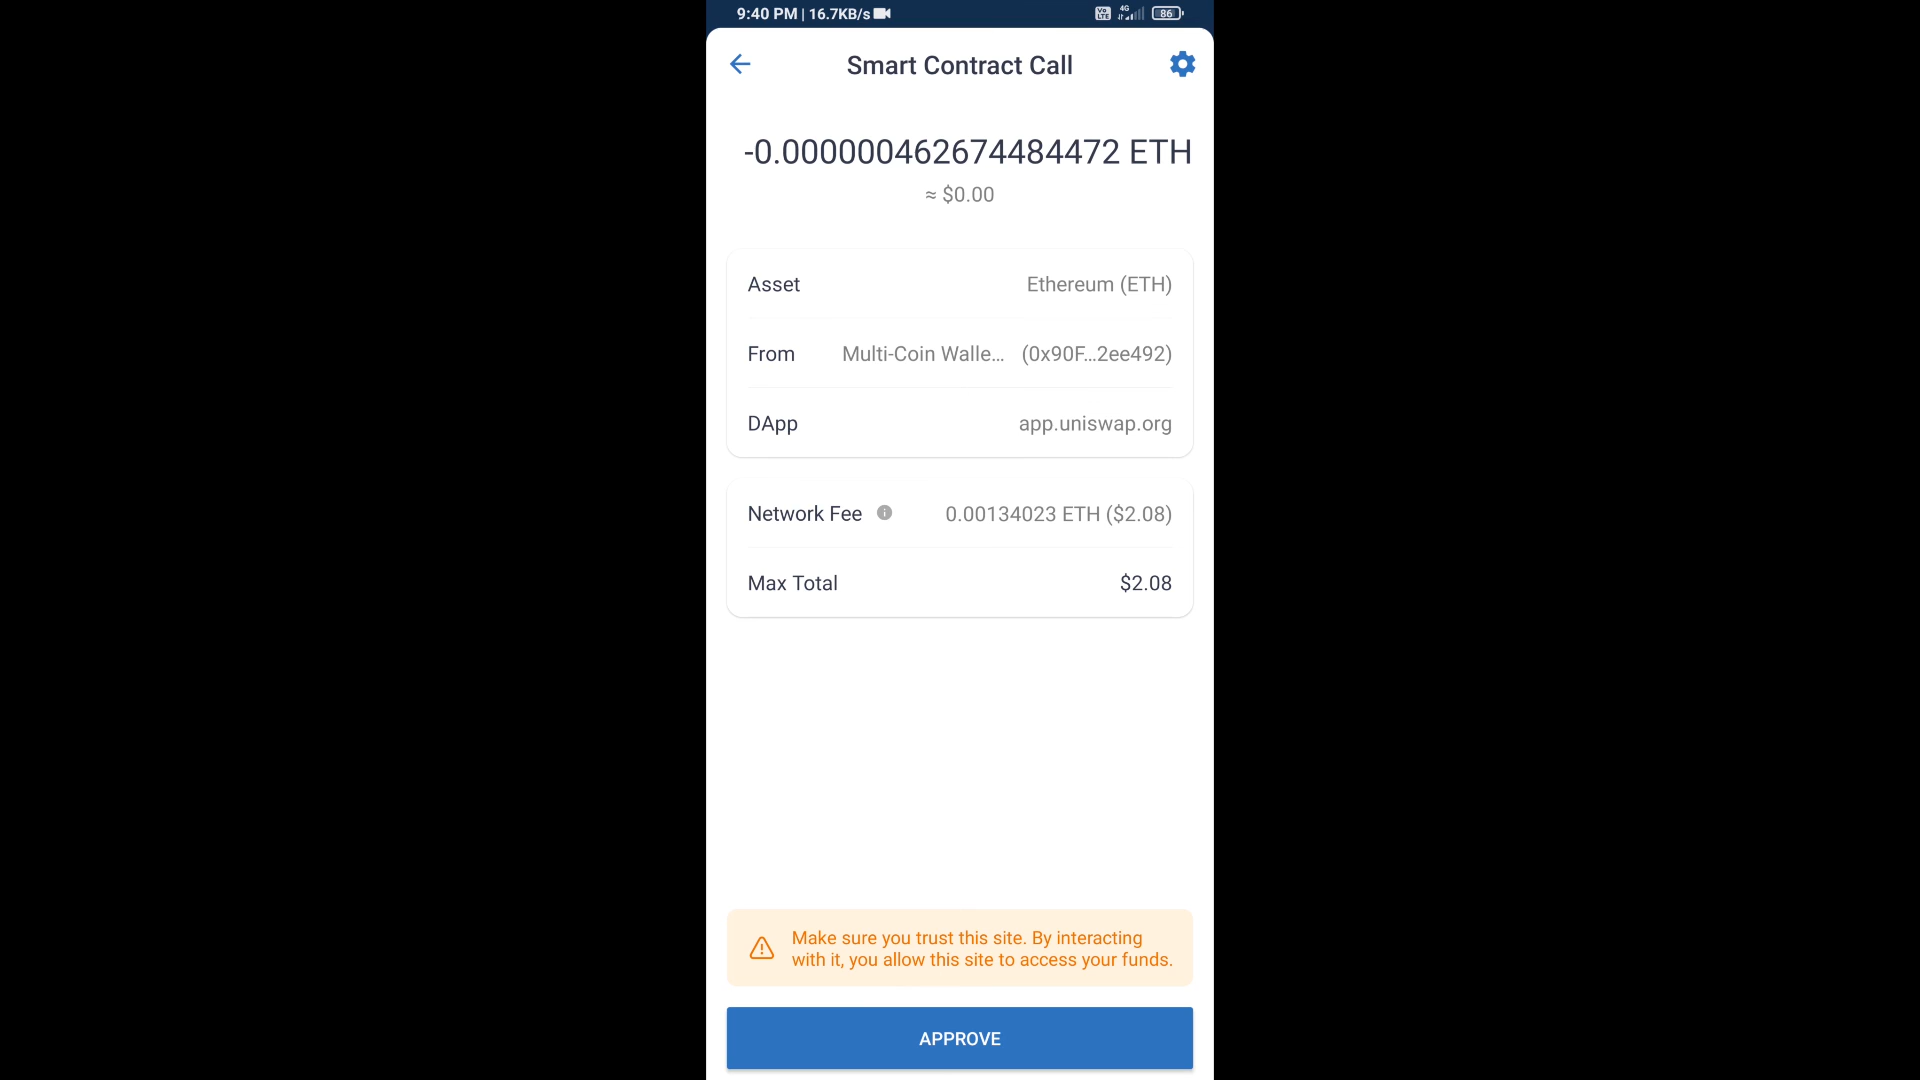 9:40 PM | 16.7KB/s
Vo LTE 4G 86
Smart Contract Call
-0.000000462674484472 ETH
≈ $0.00
Asset Ethereum (ETH)
From Multi-Coin Walle... (0x90F...2ee492)
DApp app.uniswap.org
Network Fee 0.00134023 ETH ($2.08)
Max Total $2.08
Make sure you trust this site. By interacting
with it, you allow this site to access your funds.
APPROVE